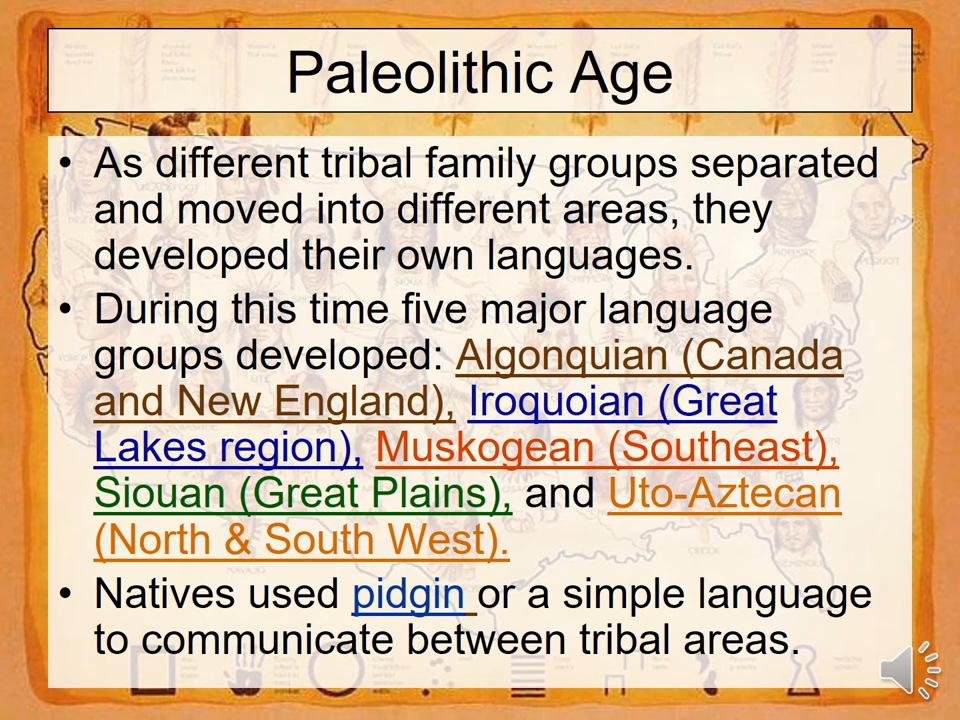 Paleolithic Age
• As different tribal family groups separated
and moved into different areas, they
developed their own languages.
• During this time five major language
groups developed: Algonquian (Canada
and New England), Iroquoian (Great
Lakes region), Muskogean (Southeast),
Siouan (Great Plains), and Uto-Aztecan
(North & South West).
• Natives used pidgin or a simple language
to communicate between tribal areas.